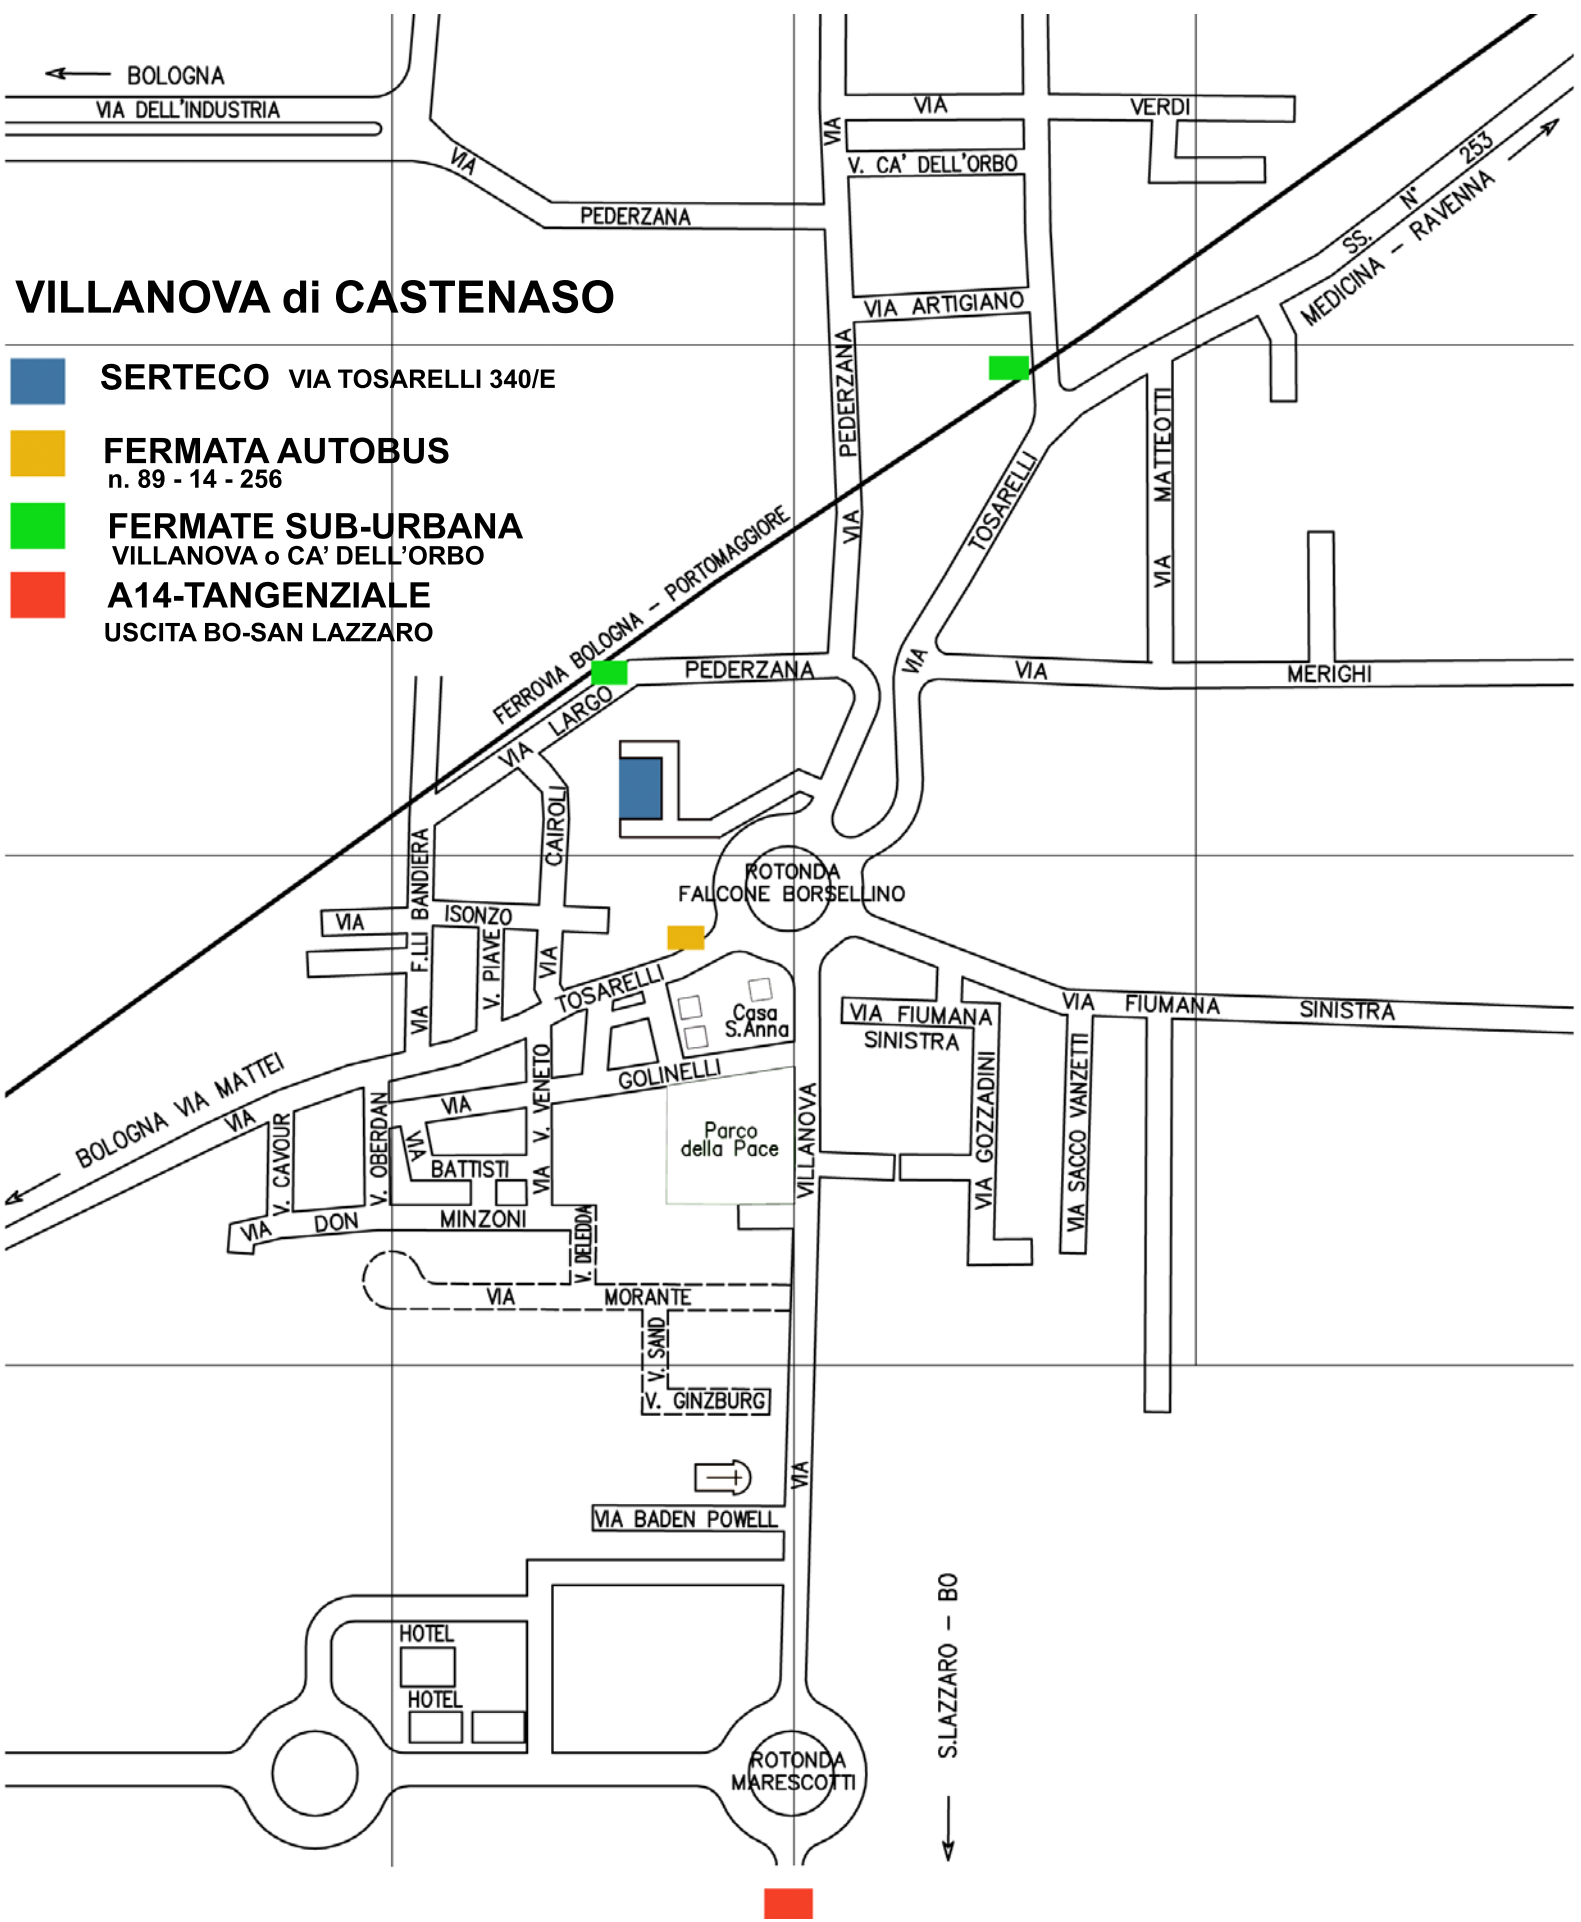 BOLOGNA
VIA DELL'INDUSTRIA
VIA
PEDERZANA
VIA
VIA
VERDI
V. CA' DELL'ORBO
VIA ARTIGIANO
SS. N° 253
MEDICINA - RAVENNA
VILLANOVA di CASTENASO
SERTECO VIA TOSARELLI 340/E
FERMATA AUTOBUS
n. 89 - 14 - 256
FERMATE SUB-URBANA
VILLANOVA o CA' DELL'ORBO
A14-TANGENZIALE
USCITA BO-SAN LAZZARO
PEDERZANA
VIA
TOSARELLI
VIA
MATTEOTTI
VIA
FERROVIA BOLOGNA - PORTOMAGGIORE
PEDERZANA
VIA LARGO
VIA
MERIGHI
CAIROLI
VIA
ROTONDA
FALCONE BORSELLINO
VIA F.LLI BANDIERA
VIA
ISONZO
V. PIAVE
TOSARELLI
Casa
S.Anna
VIA FIUMANA
SINISTRA
VIA FIUMANA SINISTRA
BOLOGNA VIA MATTEI
VIA
V. CAVOUR
V. OBERDAN
VIA
GOLINELLI
VIA V. VENETO
VIA
BATTISTI
Parco
della Pace
VILLANOVA
VIA GOZZADINI
VIA SACCO VANZETTI
VIA DON MINZONI
V. DELEDDA
VIA MORANTE
V. SAND
V. GINZBURG
VIA
VIA BADEN POWELL
HOTEL
HOTEL
S.LAZZARO - BO
ROTONDA
MARESCOTTI